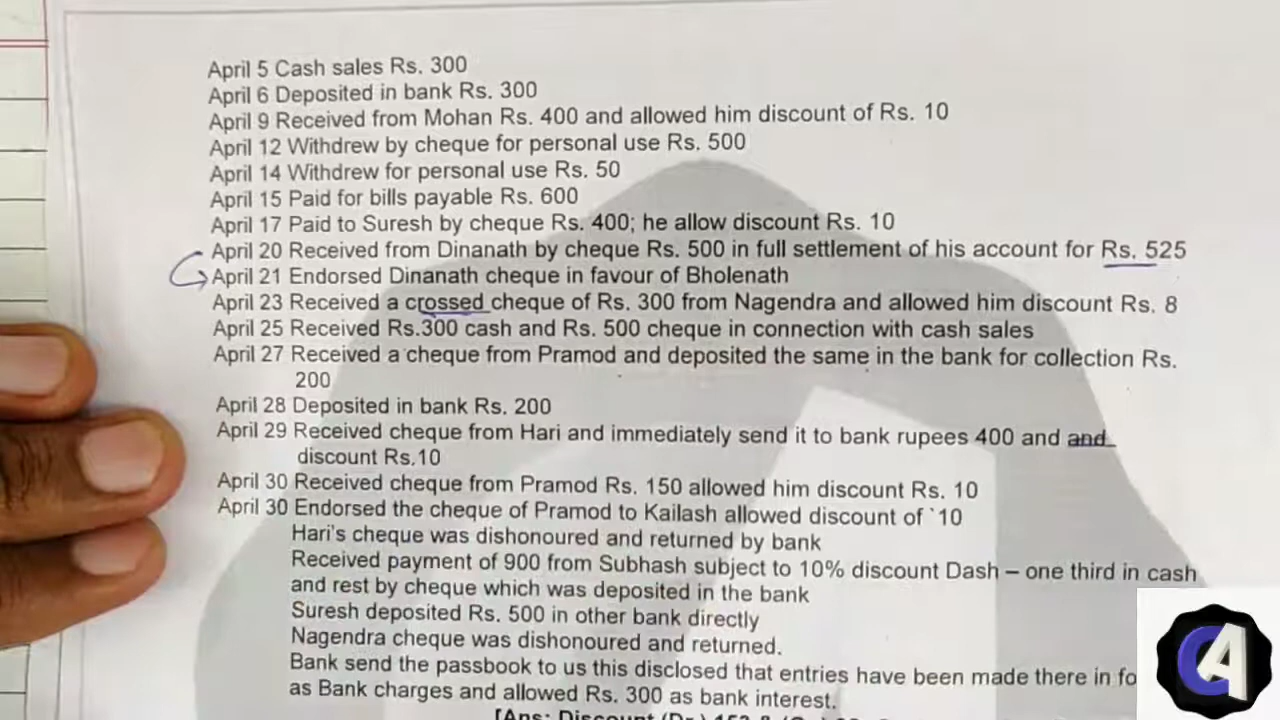 April 5 Cash sales Rs. 300
April 6 Deposited in bank Rs. 300
April 9 Received from Mohan Rs. 400 and allowed him discount of Rs. 10
April 12 Withdrew by cheque for personal use Rs. 500
April 14 Withdrew for personal use Rs. 50
April 15 Paid for bills payable Rs. 600
April 17 Paid to Suresh by cheque Rs. 400; he allow discount Rs. 10
April 20 Received from Dinanath by cheque Rs. 500 in full settlement of his account for Rs. 525
April 21 Endorsed Dinanath cheque in favour of Bholenath
April 23 Received a crossed cheque of Rs. 300 from Nagendra and allowed him discount Rs. 8
April 25 Received Rs.300 cash and Rs. 500 cheque in connection with cash sales
April 27 Received a cheque from Pramod and deposited the same in the bank for collection Rs.
200
April 28 Deposited in bank Rs. 200
April 29 Received cheque from Hari and immediately send it to bank rupees 400 and and
discount Rs.10
April 30 Received cheque from Pramod Rs. 150 allowed him discount Rs. 10
April 30 Endorsed the cheque of Pramod to Kailash allowed discount of `10
Hari's cheque was dishonoured and returned by bank
Received payment of 900 from Subhash subject to 10% discount Dash – one third in cash
and rest by cheque which was deposited in the bank
Suresh deposited Rs. 500 in other bank directly
Nagendra cheque was dishonoured and returned.
Bank send the passbook to us this disclosed that entries have been made there in fo
as Bank charges and allowed Rs. 300 as bank interest.
[Ans: Discount (Dr.)
CA